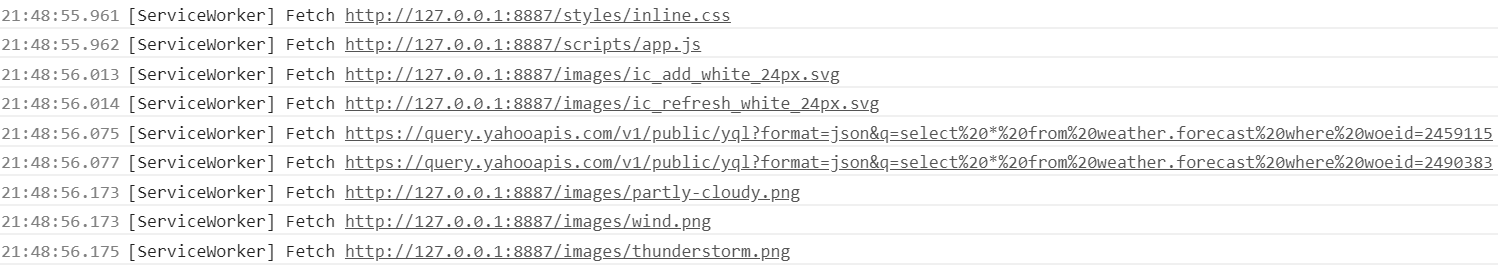 21:48:55.961 [ServiceWorker] Fetch http://127.0.0.1:8887/styles/inline.css
21:48:55.962 [ServiceWorker] Fetch http://127.0.0.1:8887/scripts/app.js
21:48:56.013 [ServiceWorker] Fetch http://127.0.0.1:8887/images/ic_add_white_24px.svg
21:48:56.014 [ServiceWorker] Fetch http://127.0.0.1:8887/images/ic_refresh_white_24px.svg
21:48:56.075 [ServiceWorker] Fetch https://query.yahooapis.com/v1/public/yql?format=json&q=select%20*%20from%20weather.forecast%20where%20woeid=2459115
21:48:56.077 [ServiceWorker] Fetch https://query.yahooapis.com/v1/public/yql?format=json&q=select%20*%20from%20weather.forecast%20where%20woeid=2490383
21:48:56.173 [ServiceWorker] Fetch http://127.0.0.1:8887/images/partly-cloudy.png
21:48:56.173 [ServiceWorker] Fetch http://127.0.0.1:8887/images/wind.png
21:48:56.175 [ServiceWorker] Fetch http://127.0.0.1:8887/images/thunderstorm.png